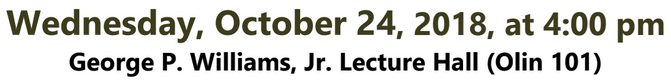 Wednesday, October 24, 2018, at 4:00 pm
George P. Williams, Jr. Lecture Hall (Olin 101)